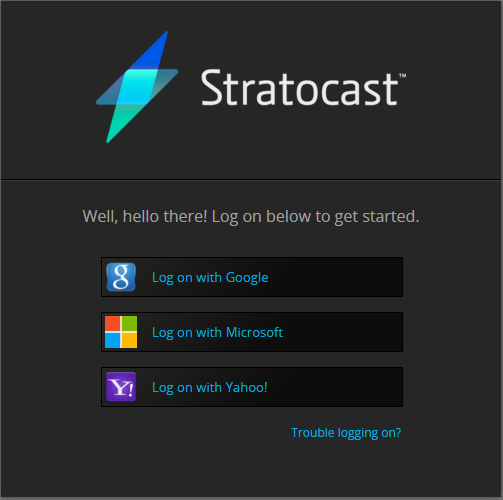 Stratocast™
Well, hello there! Log on below to get started.
g Log on with Google
Log on with Microsoft
Y! Log on with Yahoo!
Trouble logging on?